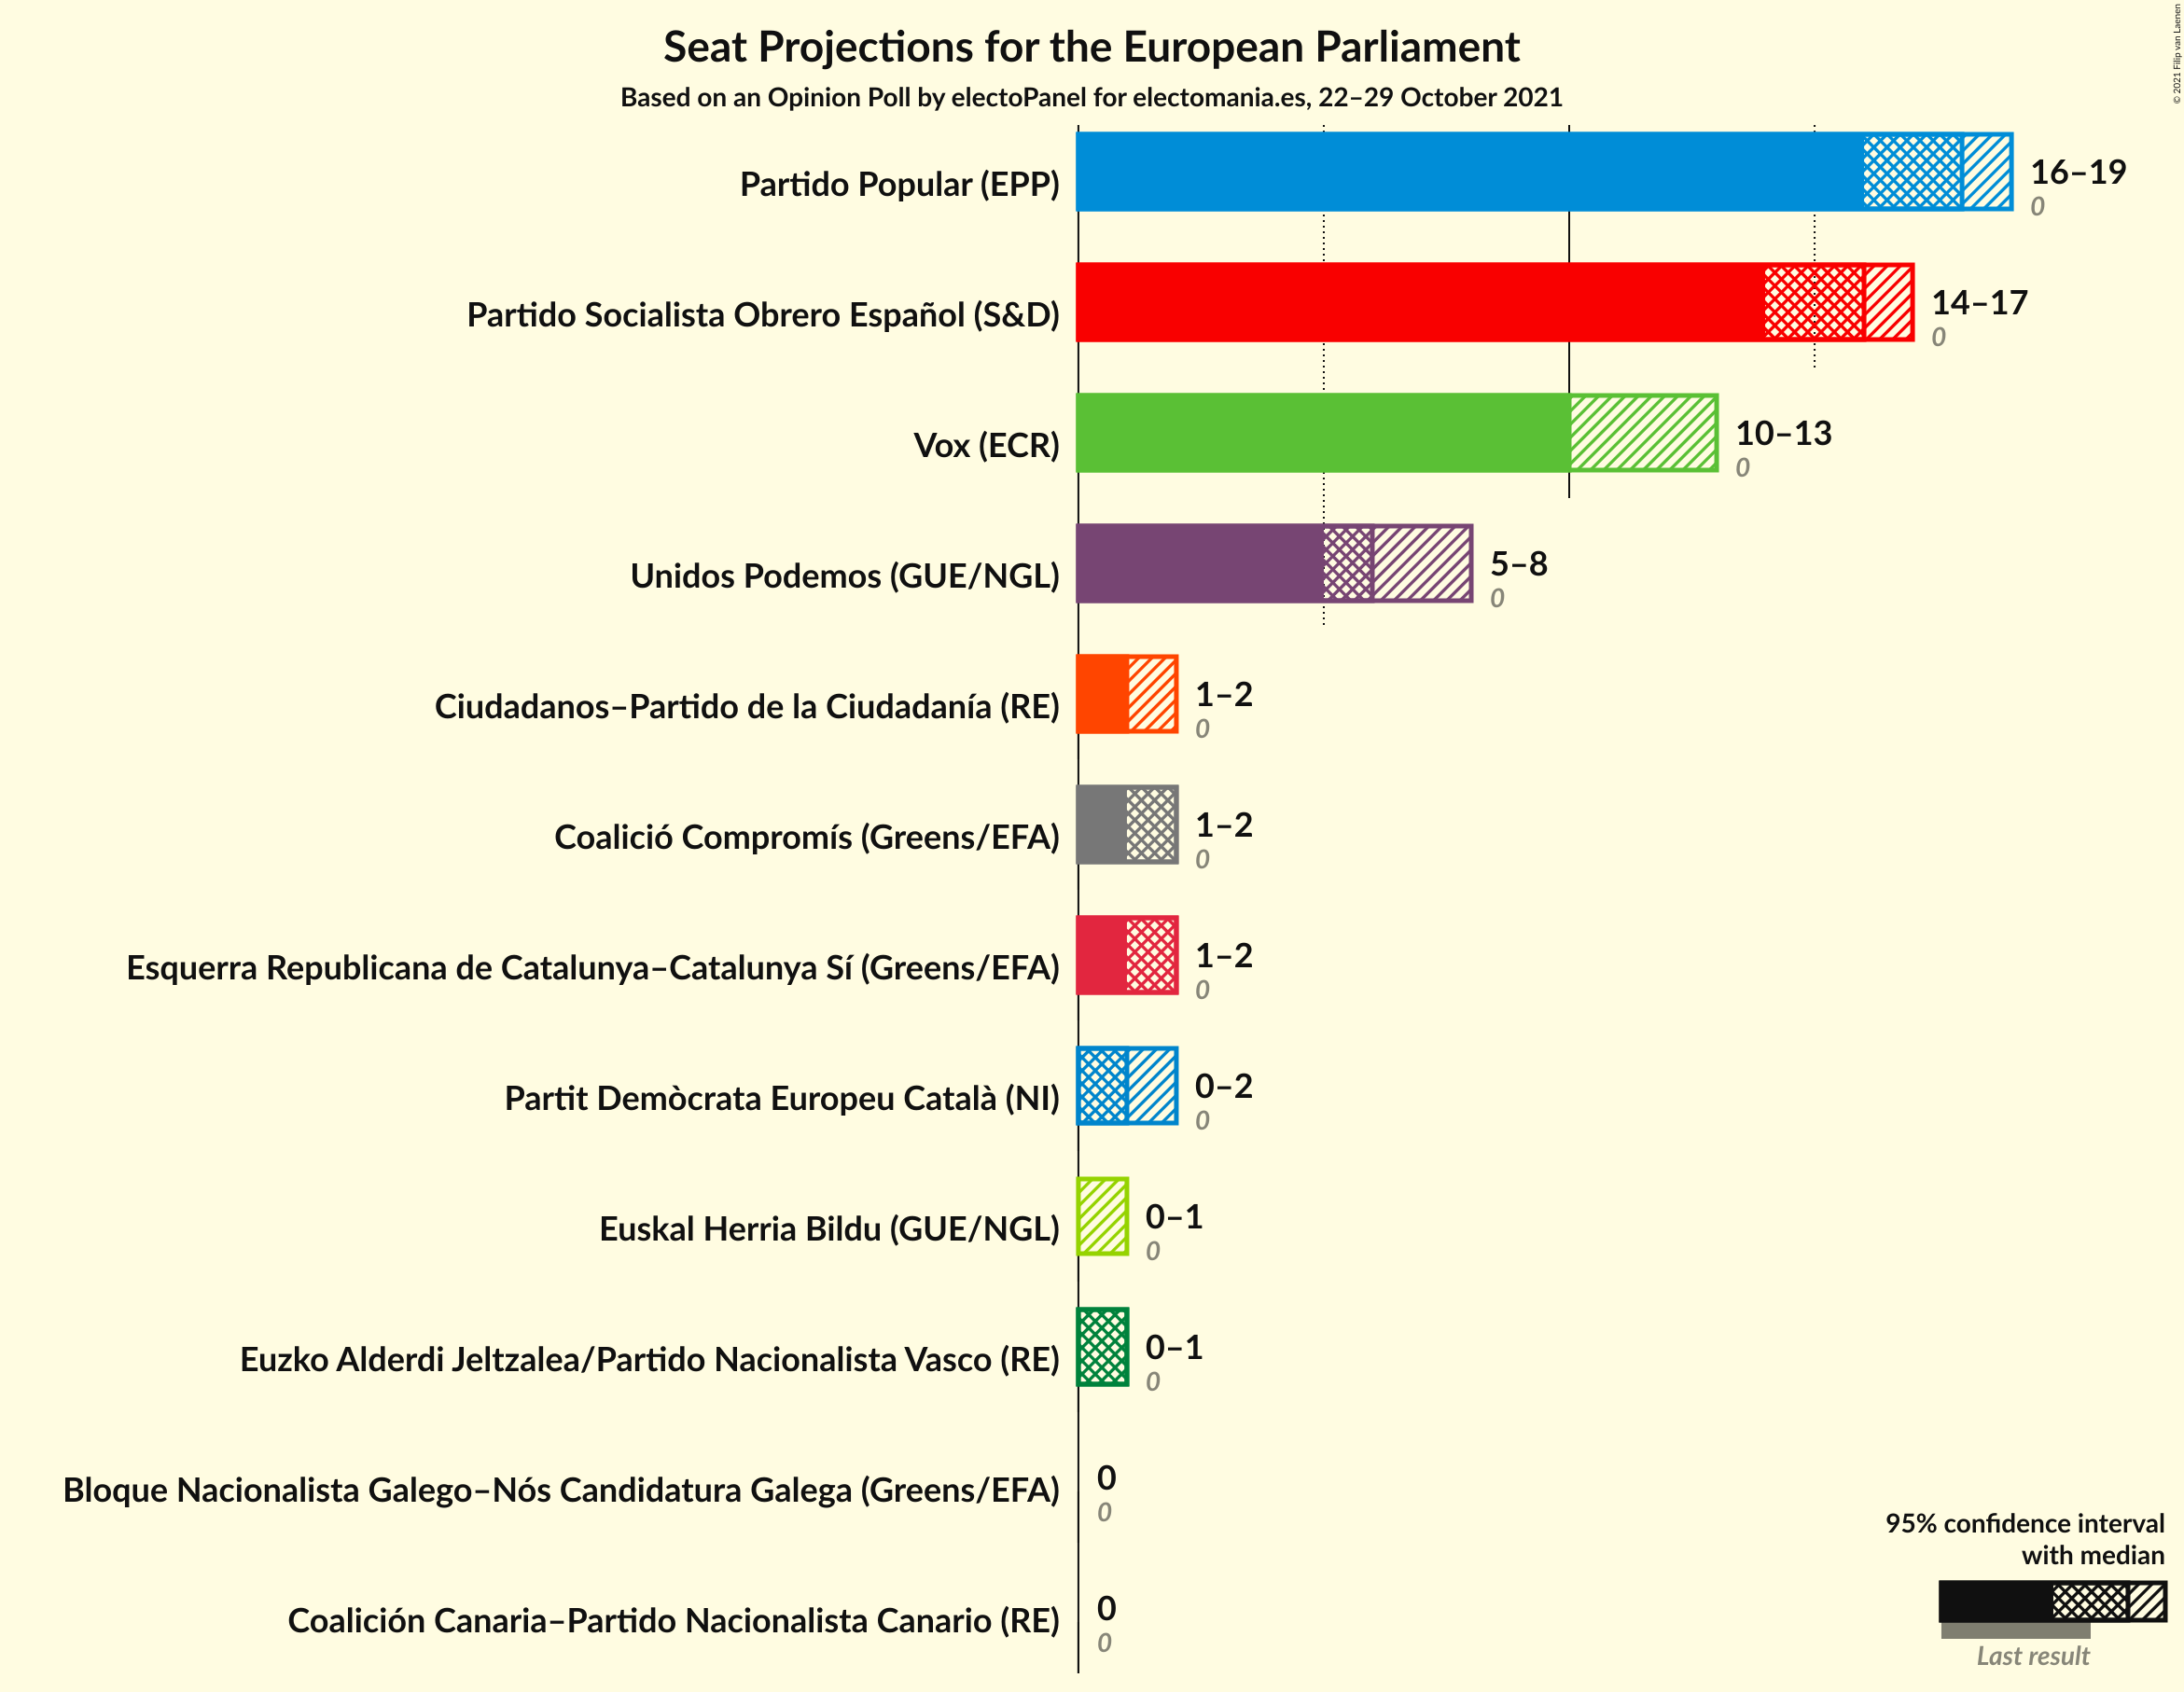 Seat Projections for the European Parliament
Based on an Opinion Poll by electoPanel for electomania.es, 22–29 October 2021
© 2021 Filip van Laenen
Partido Popular (EPP)
16–19
0
Partido Socialista Obrero Español (S&D)
14–17
0
Vox (ECR)
10–13
0
Unidos Podemos (GUE/NGL)
5–8
0
Ciudadanos–Partido de la Ciudadanía (RE)
1–2
0
Coalició Compromís (Greens/EFA)
1–2
0
Esquerra Republicana de Catalunya–Catalunya Sí (Greens/EFA)
1–2
0
Partit Demòcrata Europeu Català (NI)
0–2
0
Euskal Herria Bildu (GUE/NGL)
0–1
0
Euzko Alderdi Jeltzalea/Partido Nacionalista Vasco (RE)
0–1
0
Bloque Nacionalista Galego–Nós Candidatura Galega (Greens/EFA)
0
0
Coalición Canaria–Partido Nacionalista Canario (RE)
0
0
95% confidence interval
with median
Last result